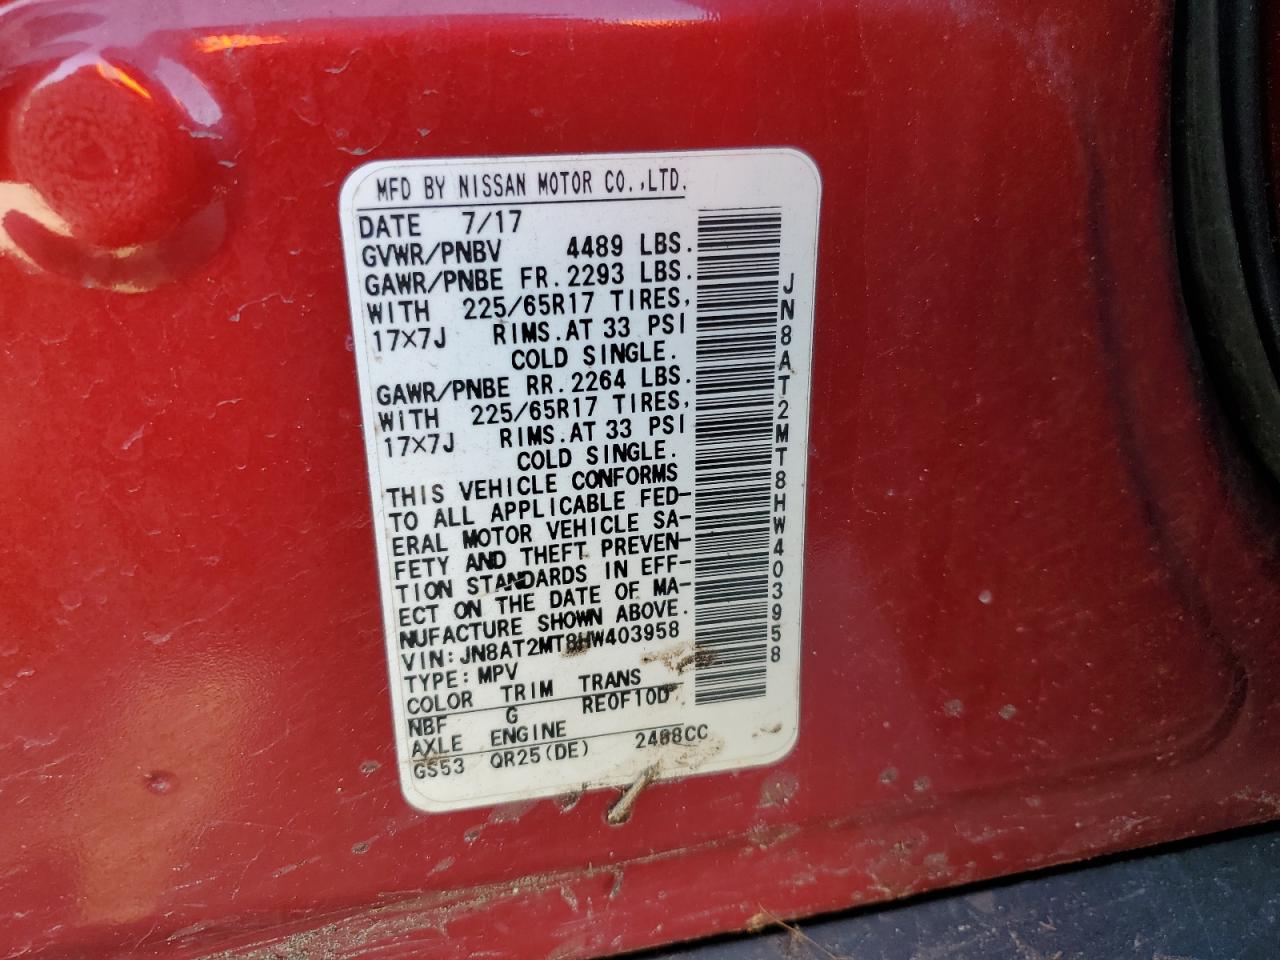 MFD BY NISSAN MOTOR CO.,LTD.
DATE 7/17
GVWR/PNBV 4489 LBS.
GAWR/PNBE FR. 2293 LBS.
WITH 225/65R17 TIRES,
17×7J RIMS. AT 33 PSI
COLD SINGLE.
GAWR/PNBE RR. 2264 LBS.
WITH 225/65R17 TIRES,
17×7J RIMS. AT 33 PSI
COLD SINGLE.
THIS VEHICLE CONFORMS
TO ALL APPLICABLE FED-
ERAL MOTOR VEHICLE SA-
FETY AND THEFT PREVEN-
TION STANDARDS IN EFF-
ECT ON THE DATE OF MA-
NUFACTURE SHOWN ABOVE.
VIN: JN8AT2MT8HW403958
TYPE: MPV
COLOR TRIM TRANS
NBF G RE0F10D
AXLE ENGINE
GS53 QR25(DE) 2488CC
JN8AT2MT8HW403958